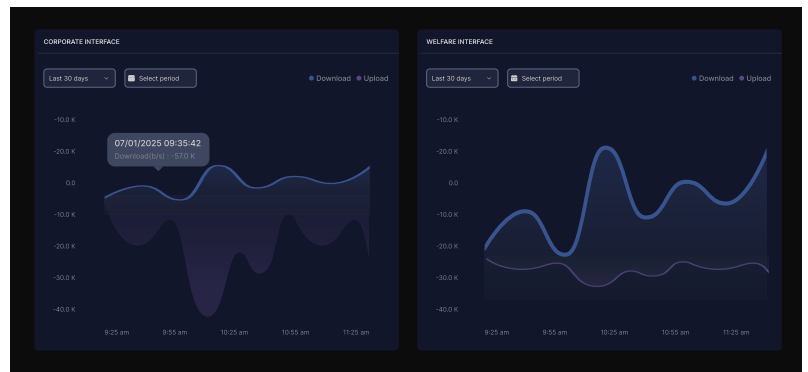 CORPORATE INTERFACE
Last 30 days
Select period
Download
Upload
-10.0 K
-20.0 K
0.0
-10.0 K
-20.0 K
-30.0 K
-40.0 K
07/01/2025 09:35:42
Download(b/s) : -57.0 K
9:25 am
9:55 am
10:25 am
10:55 am
11:25 am
WELFARE INTERFACE
Last 30 days
Select period
Download
Upload
-10.0 K
-20.0 K
0.0
-10.0 K
-20.0 K
-30.0 K
-40.0 K
9:25 am
9:55 am
10:25 am
10:55 am
11:25 am